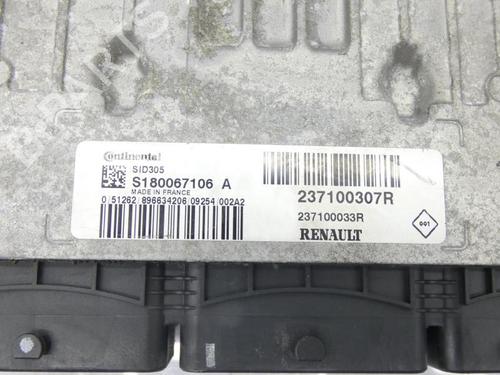 Continental
SID305
S180067106 A
MADE IN FRANCE
0 51262 896634206 09254 002A2
237100307R
237100033R
RENAULT
001